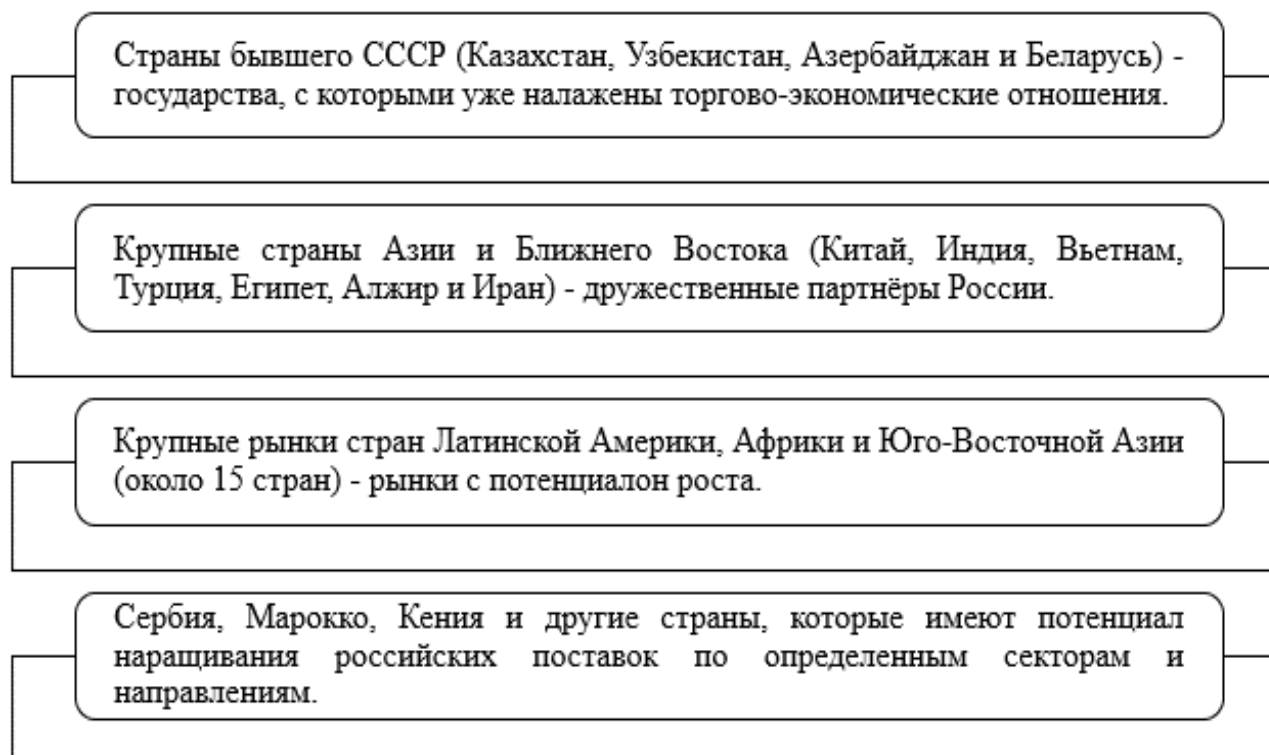 Страны бывшего СССР (Казахстан, Узбекистан, Азербайджан и Беларусь) -
государства, с которыми уже налажены торгово-экономические отношения.
Крупные страны Азии и Ближнего Востока (Китай, Индия, Вьетнам,
Турция, Египет, Алжир и Иран) - дружественные партнёры России.
Крупные рынки стран Латинской Америки, Африки и Юго-Восточной Азии
(около 15 стран) - рынки с потенциалон роста.
Сербия, Марокко, Кения и другие страны, которые имеют потенциал
наращивания российских поставок по определенным секторам и
направлениям.